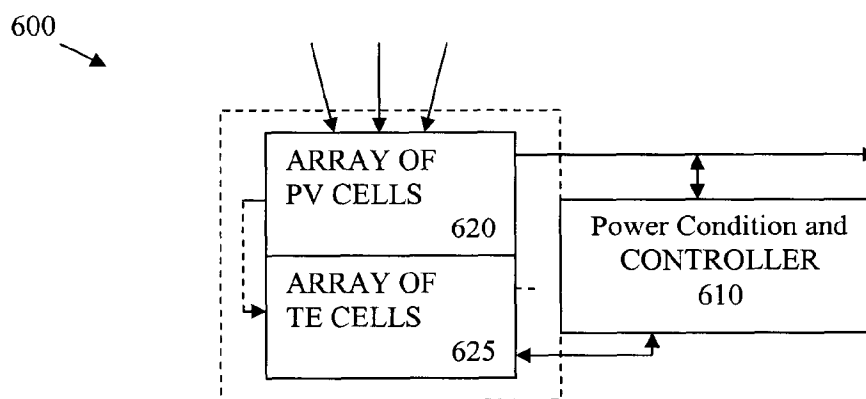 600
ARRAY OF
PV CELLS
620
Power Condition and
CONTROLLER
610
ARRAY OF
TE CELLS
625